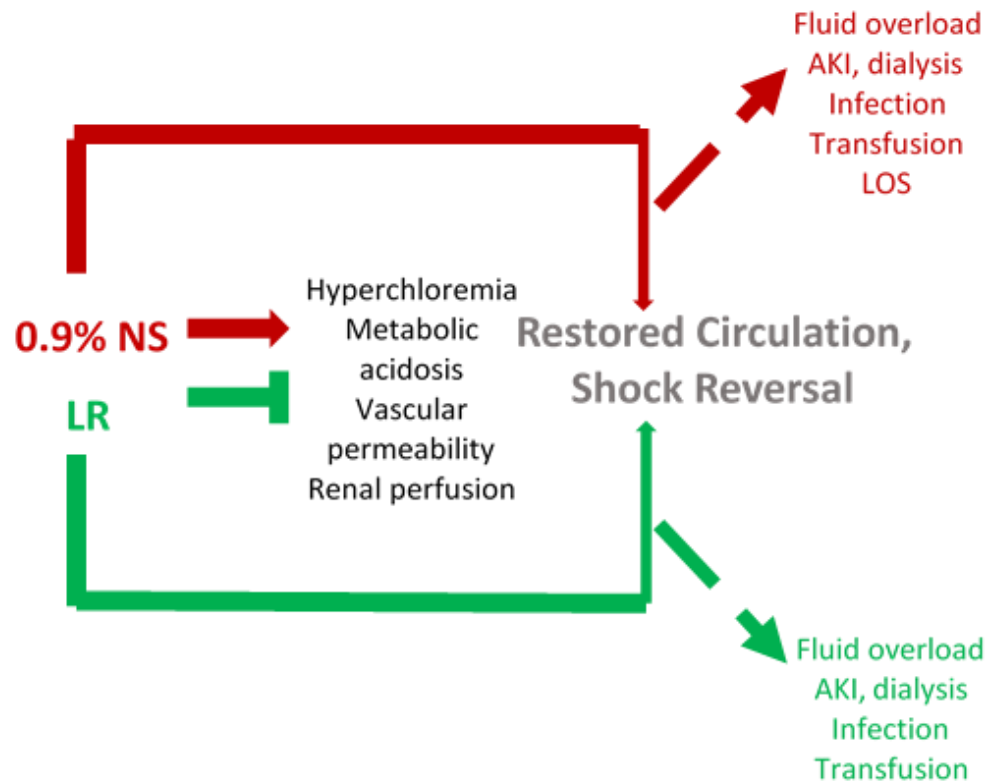 Fluid overload
AKI, dialysis
Infection
Transfusion
LOS
0.9% NS
LR
Hyperchloremia
Metabolic
acidosis
Vascular
permeability
Renal perfusion
Restored Circulation,
Shock Reversal
Fluid overload
AKI, dialysis
Infection
Transfusion